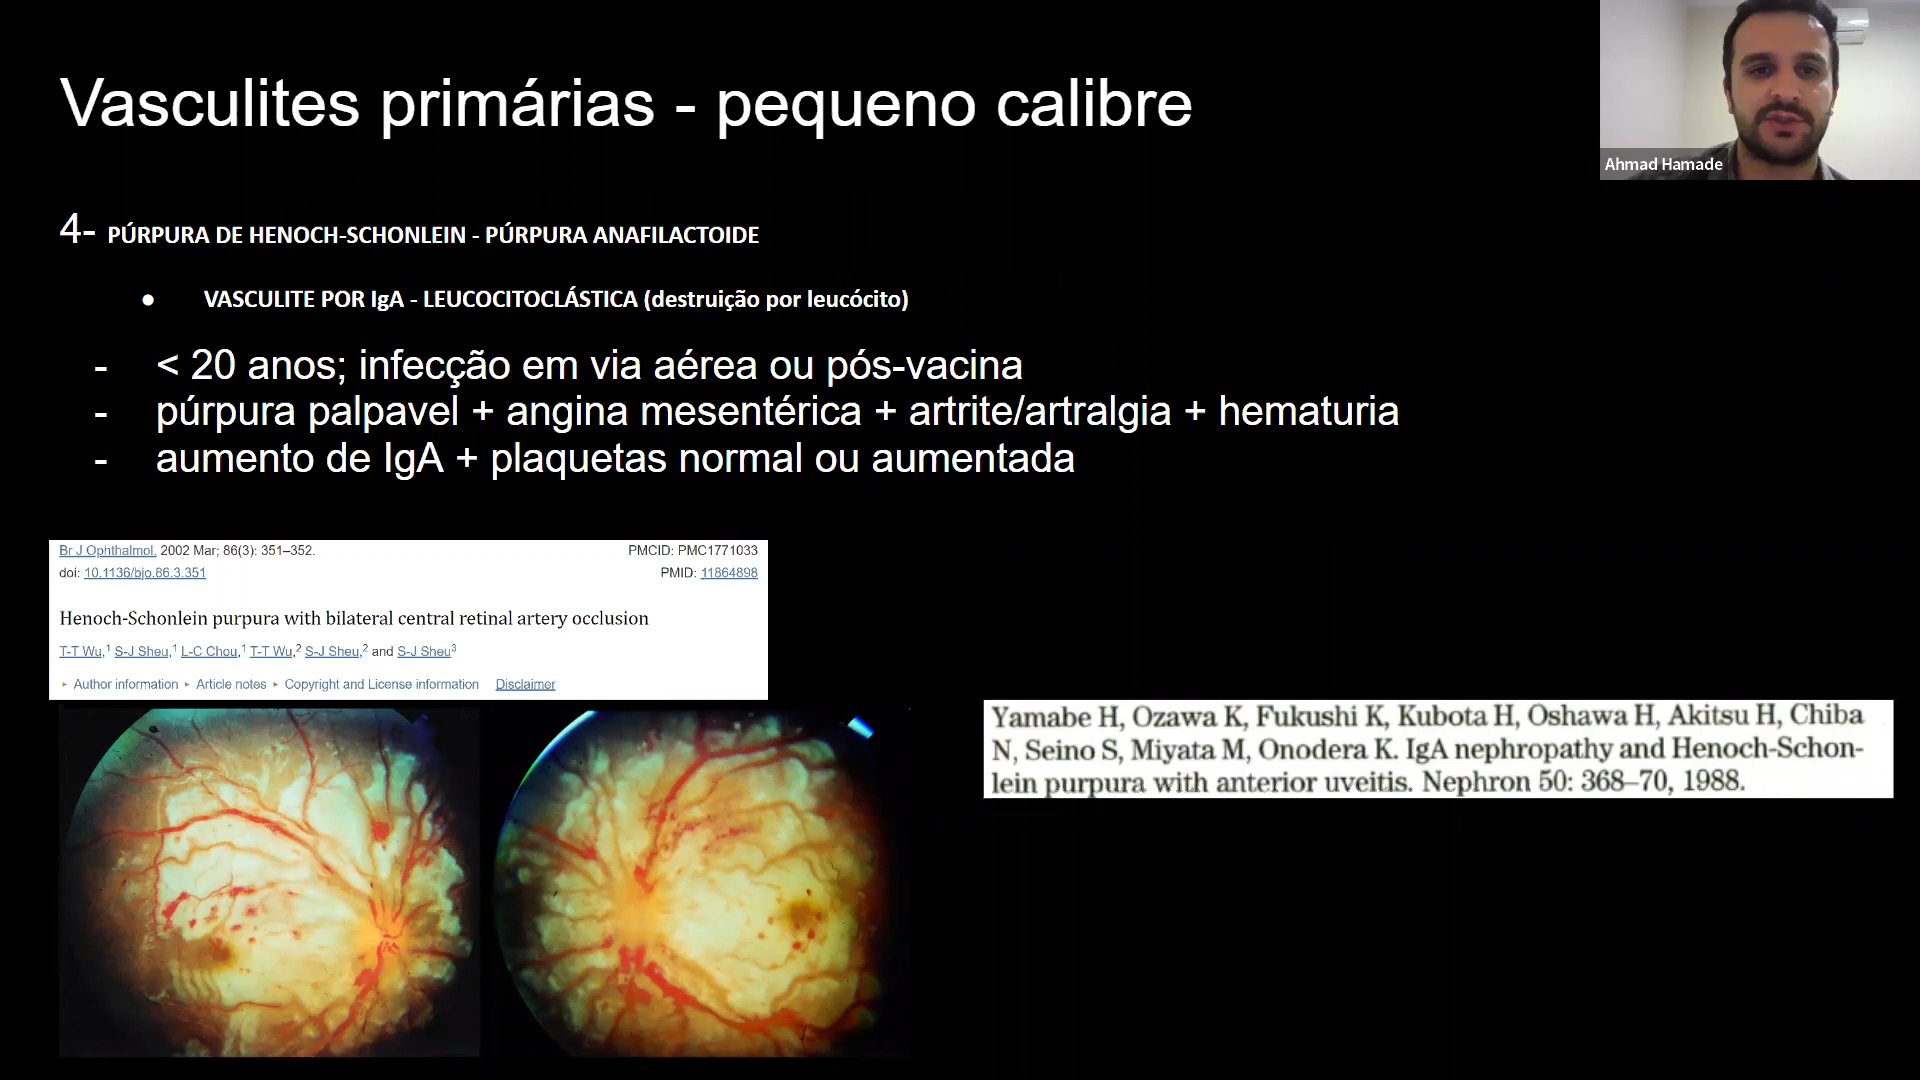 Vasculites primárias - pequeno calibre
Ahmad Hamade
4- PÚRPURA DE HENOCH-SCHONLEIN - PÚRPURA ANAFILACTOIDE
● VASCULITE POR IgA - LEUCOCITOCLÁSTICA (destruição por leucócito)
- < 20 anos; infecção em via aérea ou pós-vacina
- púrpura palpavel + angina mesentérica + artrite/artralgia + hematuria
- aumento de IgA + plaquetas normal ou aumentada
Br J Ophthalmol. 2002 Mar; 86(3): 351–352. PMCID: PMC1771033
doi: 10.1136/bjo.86.3.351 PMID: 11864898
Henoch-Schonlein purpura with bilateral central retinal artery occlusion
T-T Wu,1 S-J Sheu,1 L-C Chou,1 T-T Wu,2 S-J Sheu,2 and S-J Sheu3
▸ Author information ▸ Article notes ▸ Copyright and License information Disclaimer
Yamabe H, Ozawa K, Fukushi K, Kubota H, Oshawa H, Akitsu H, Chiba
N, Seino S, Miyata M, Onodera K. IgA nephropathy and Henoch-Schon-
lein purpura with anterior uveitis. Nephron 50: 368–70, 1988.